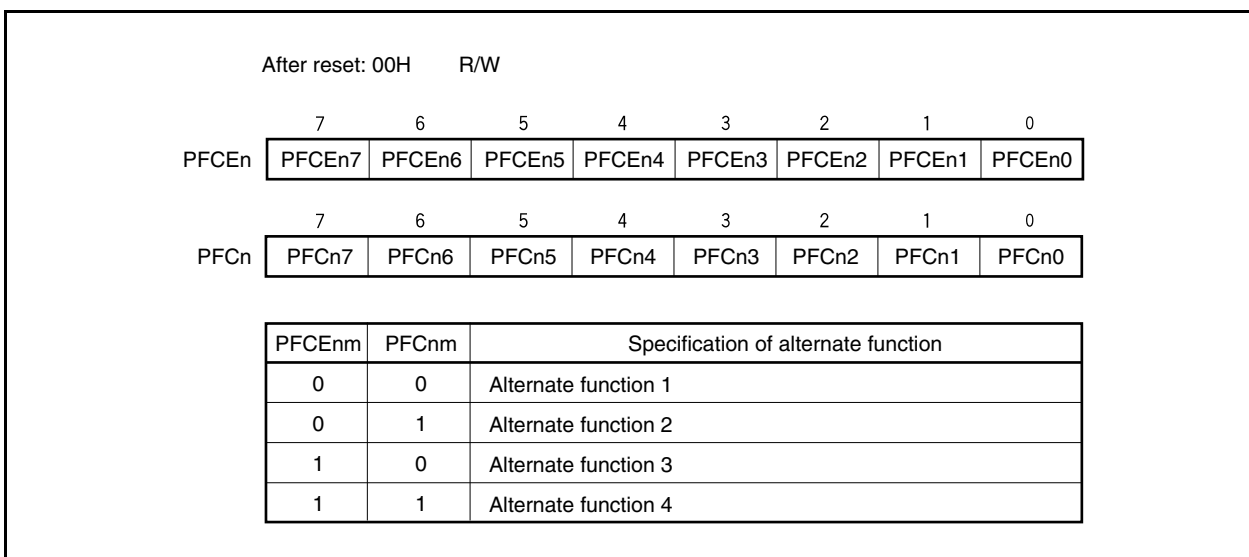 After reset: 00H R/W
7 6 5 4 3 2 1 0
PFCEn PFCEn7 PFCEn6 PFCEn5 PFCEn4 PFCEn3 PFCEn2 PFCEn1 PFCEn0
7 6 5 4 3 2 1 0
PFCn PFCn7 PFCn6 PFCn5 PFCn4 PFCn3 PFCn2 PFCn1 PFCn0
PFCEnm PFCnm Specification of alternate function
0 0 Alternate function 1
0 1 Alternate function 2
1 0 Alternate function 3
1 1 Alternate function 4